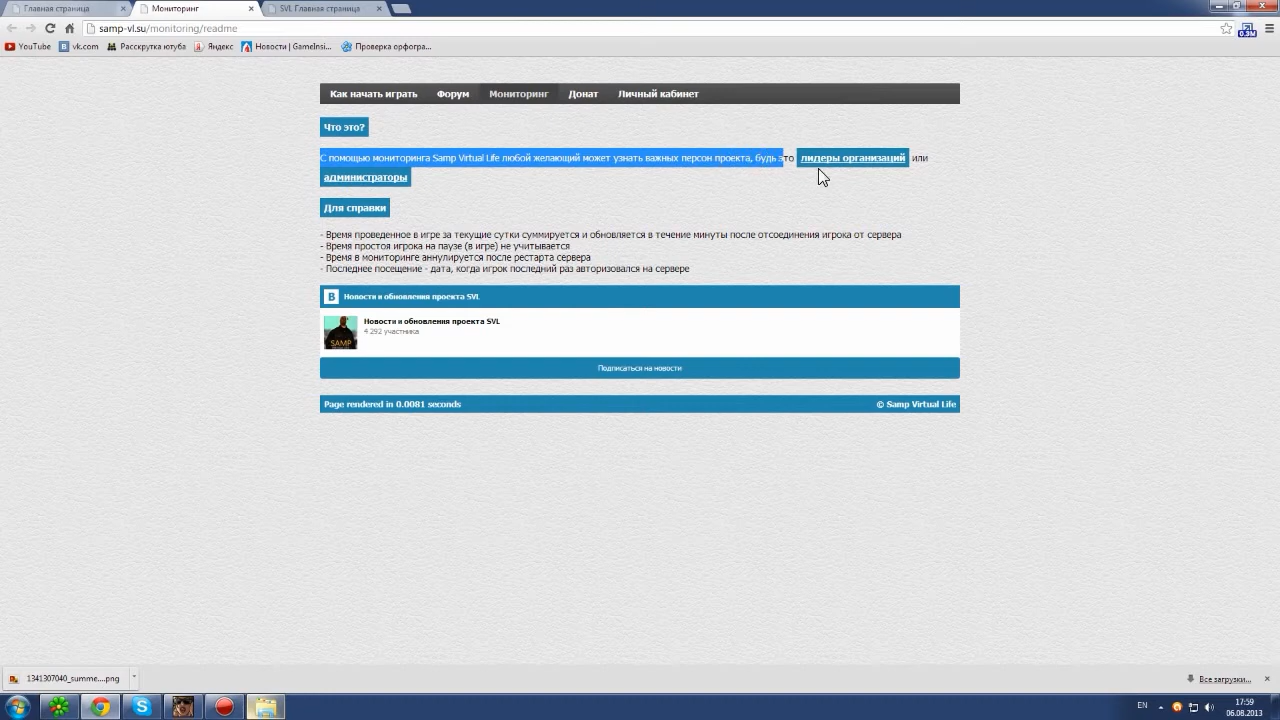 Главная страница
Мониторинг
SVL Главная страница
samp-vl.su/monitoring/readme
YouTube
vk.com
Расскрутка ютуба
Яндекс
Новости | GameInsi...
Проверка орфогра...
0.3M
Как начать играть Форум Мониторинг Донат Личный кабинет
Что это?
С помощью мониторинга Samp Virtual Life любой желающий может узнать важных персон проекта, будь это лидеры организаций или
администраторы
Для справки
- Время проведенное в игре за текущие сутки суммируется и обновляется в течение минуты после отсоединения игрока от сервера
- Время простоя игрока на паузе (в игре) не учитывается
- Время в мониторинге аннулируется после рестарта сервера
- Последнее посещение - дата, когда игрок последний раз авторизовался на сервере
B Новости и обновления проекта SVL
Новости и обновления проекта SVL
4 292 участника
SAMP
Подписаться на новости
Page rendered in 0.0081 seconds © Samp Virtual Life
1341307040_summe....png
Все загрузки...
EN
17:59
06.08.2013